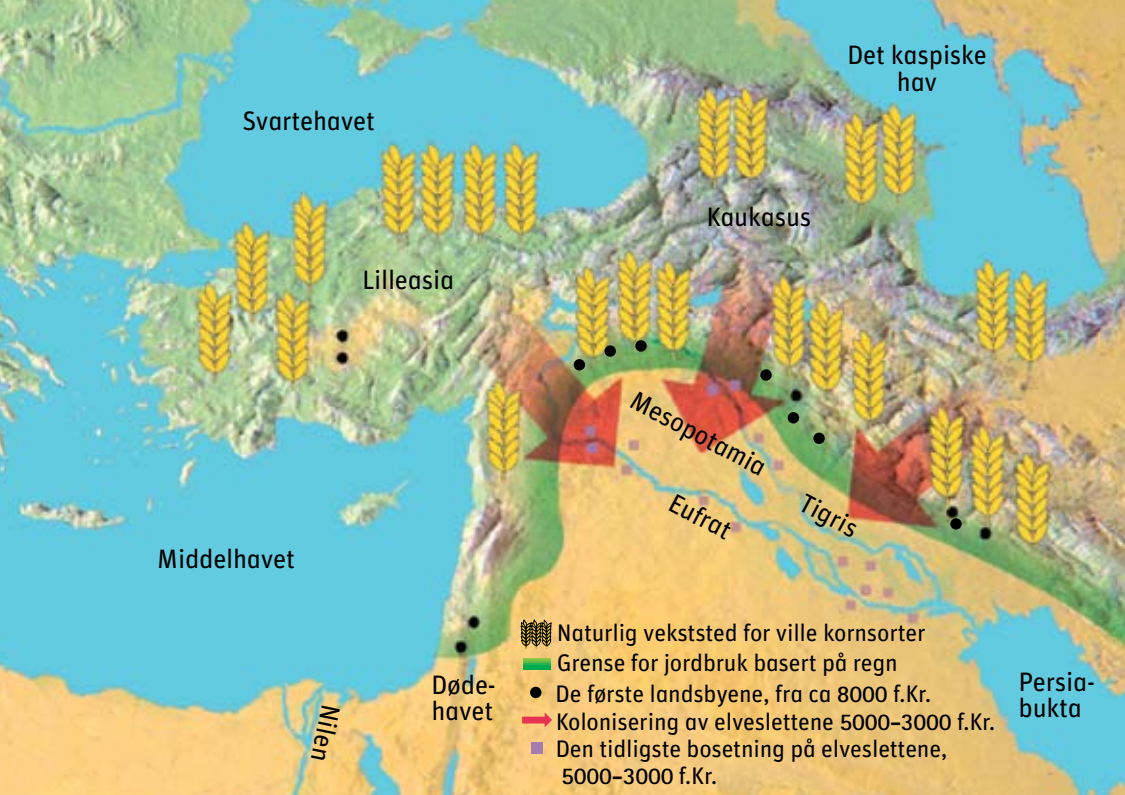 Det kaspiske
hav
Svartehavet
Kaukasus
Lilleasia
Mesopotamia
Eufrat
Tigris
Middelhavet
Naturlig vekststed for ville kornsorter
Grense for jordbruk basert på regn
De første landsbyene, fra ca 8000 f.Kr.
Kolonisering av elveslettene 5000–3000 f.Kr.
Den tidligste bosetning på elveslettene,
5000–3000 f.Kr.
Døde-
havet
Nilen
Persia-
bukta